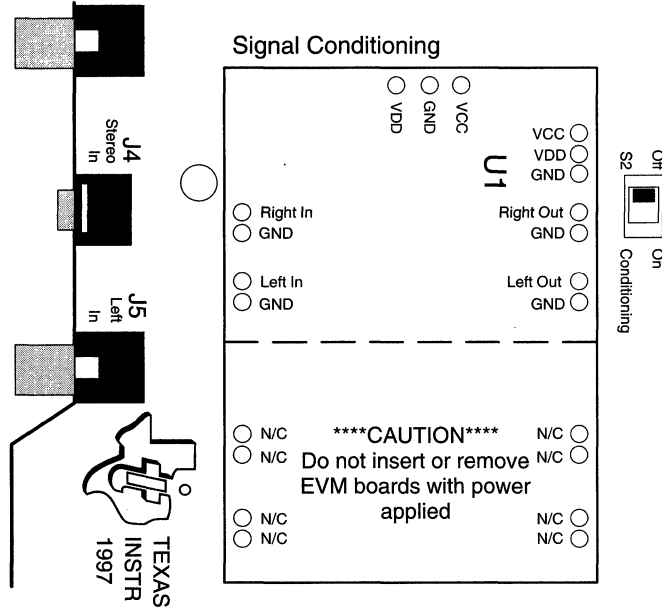 Signal Conditioning
VDD
GND
VCC
VCC
VDD
GND
U1
Right In
GND
Right Out
GND
Left In
GND
Left Out
GND
J4
Stereo
In
J5
Left
In
S2
Off
On
Conditioning
N/C
N/C
****CAUTION****
Do not insert or remove
EVM boards with power
applied
N/C
N/C
N/C
N/C
N/C
N/C
TEXAS
INSTR
1997